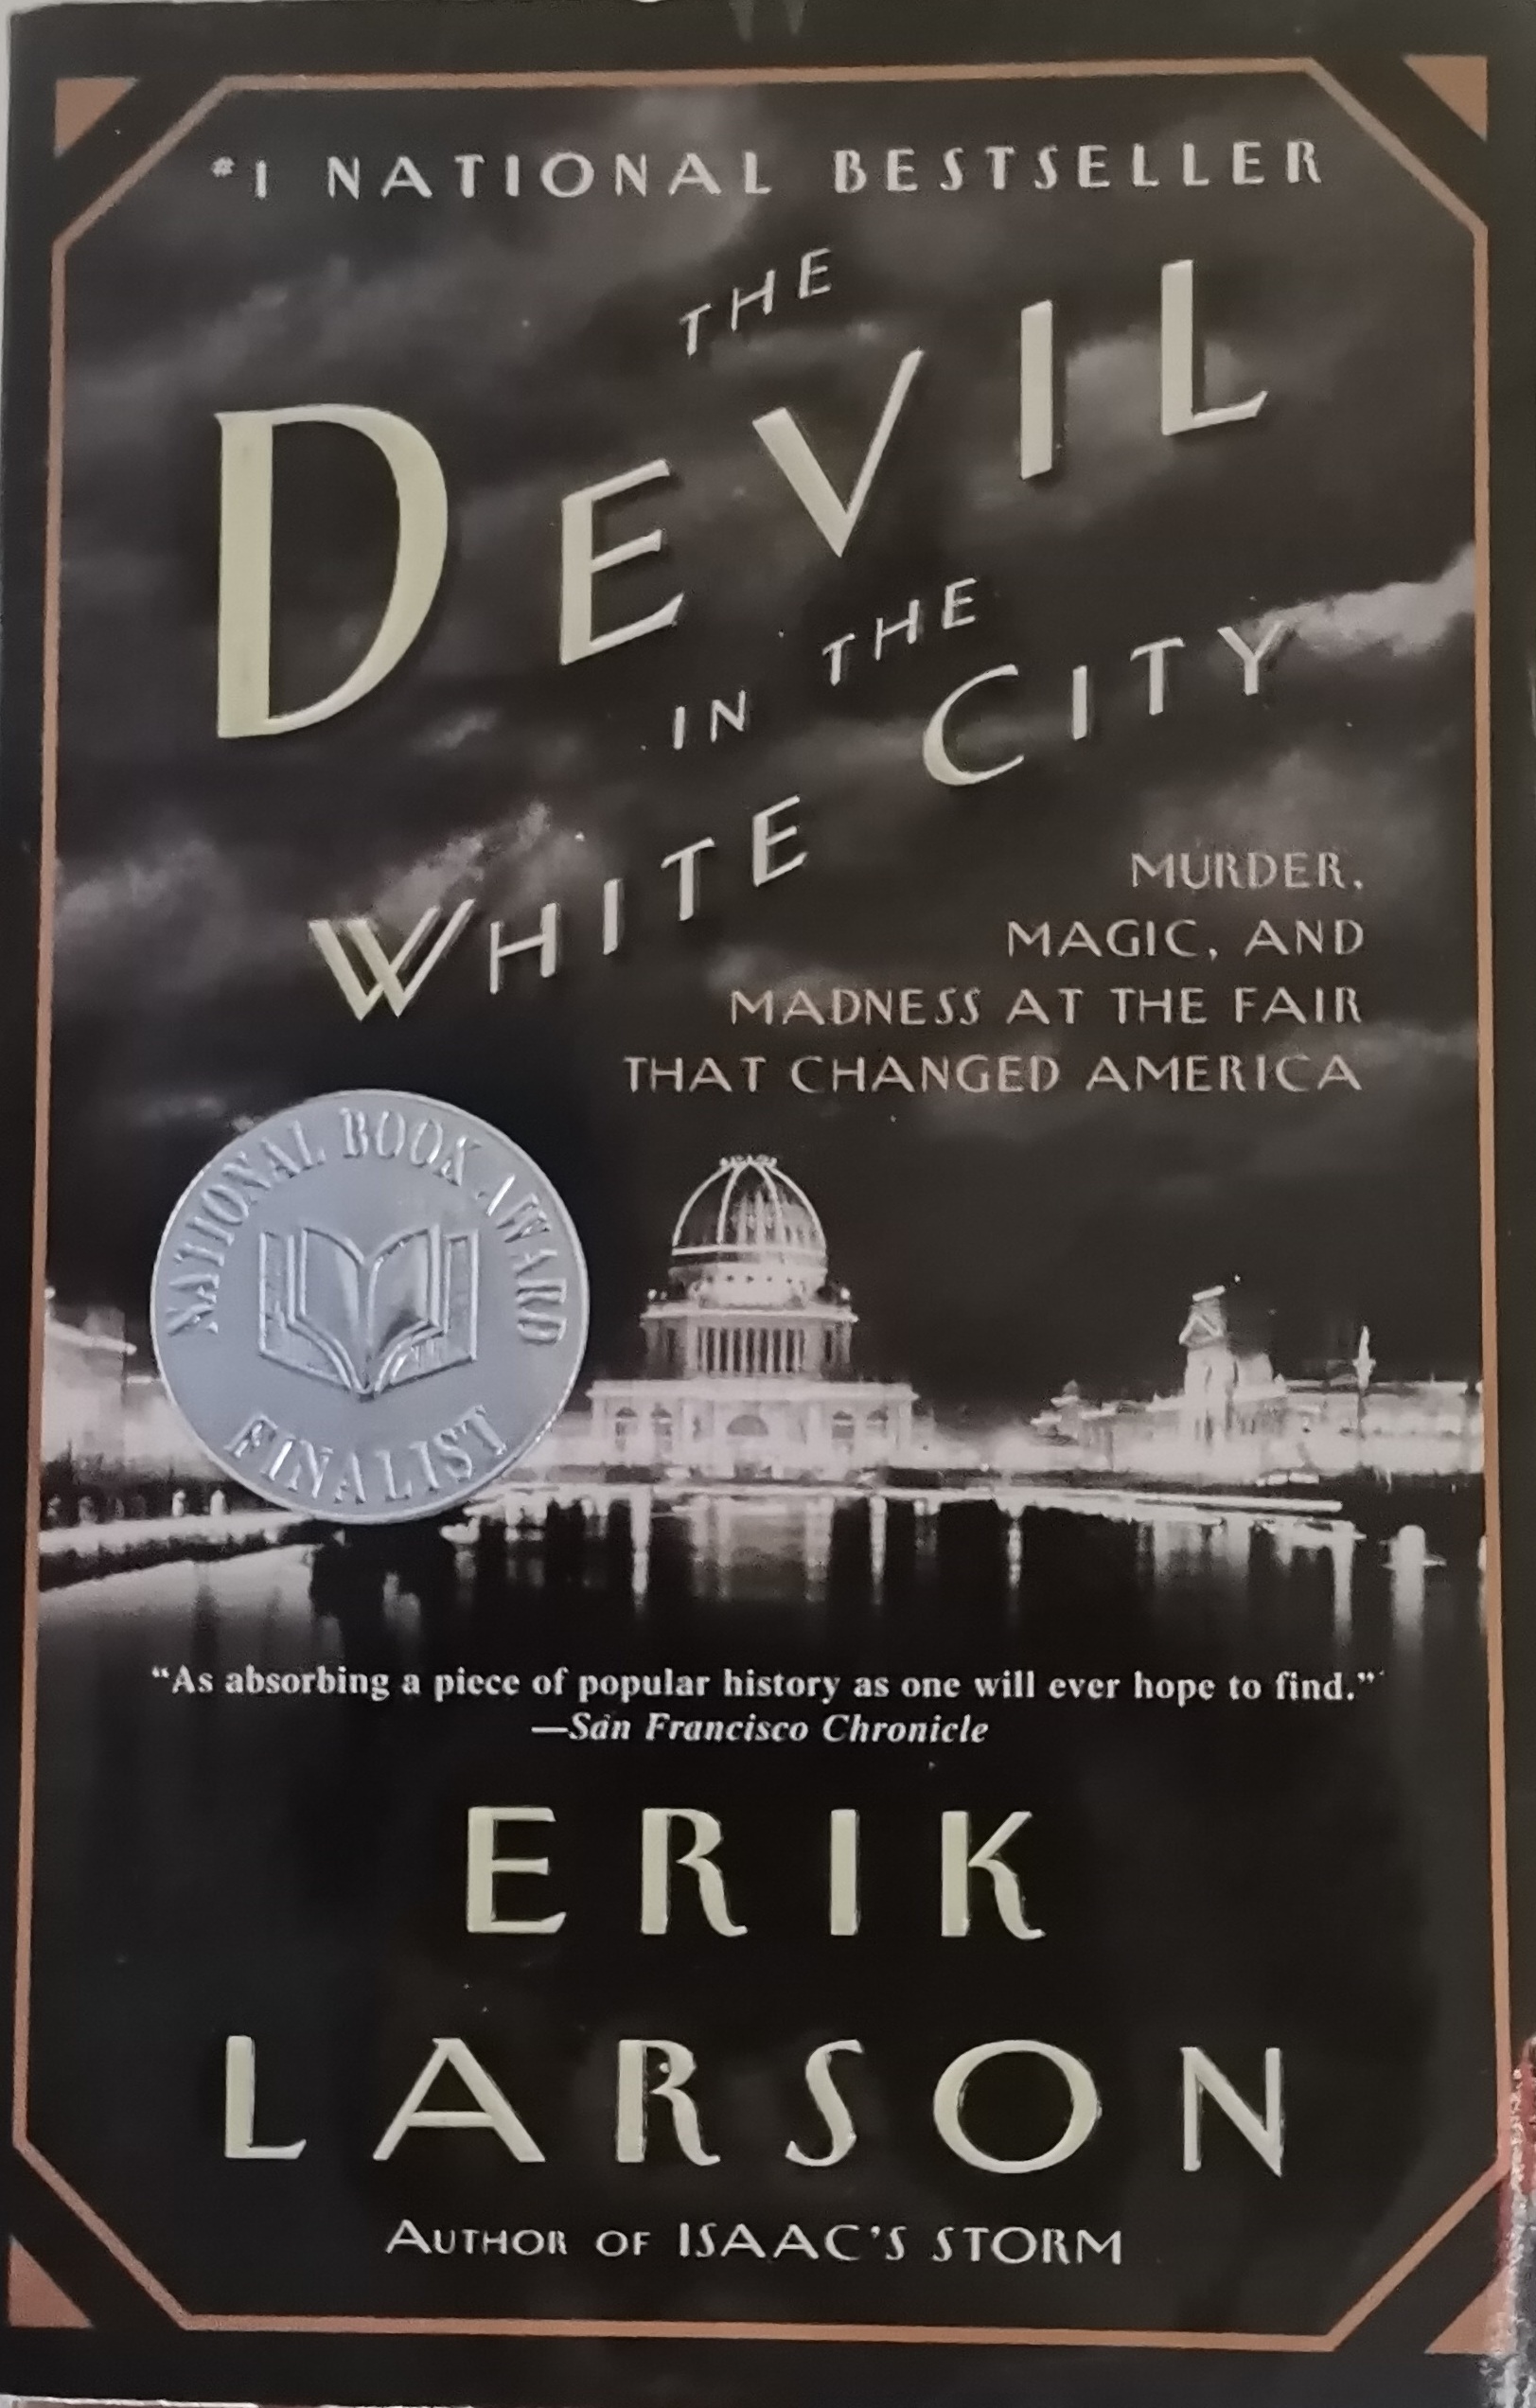 #1 NATIONAL BESTSELLER
THE
DEVIL
IN THE
WHITE CITY
MURDER,
MAGIC, AND
MADNESS AT THE FAIR
THAT CHANGED AMERICA
NATIONAL BOOK AWARD
FINALIST
“As absorbing a piece of popular history as one will ever hope to find.”
—San Francisco Chronicle
ERIK
LARSON
AUTHOR OF ISAAC’S STORM